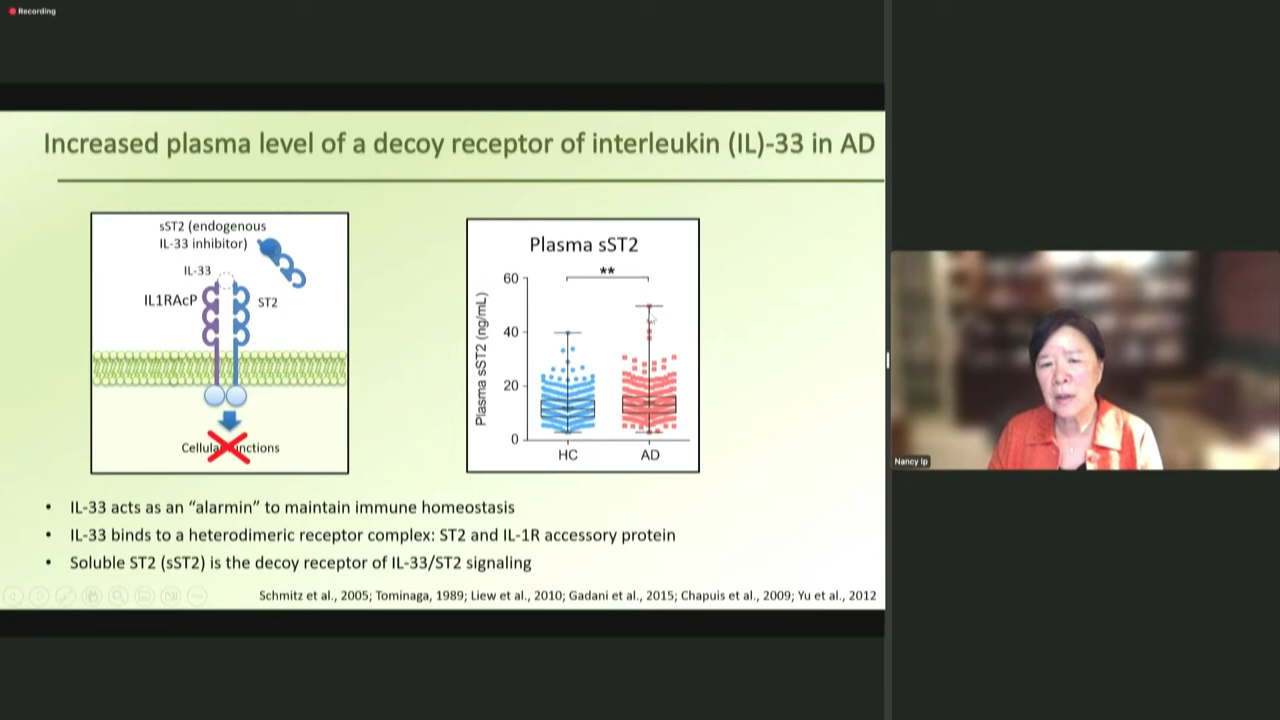 Recording
Increased plasma level of a decoy receptor of interleukin (IL)-33 in AD
sST2 (endogenous
IL-33 inhibitor)
IL-33
IL1RAcP
ST2
Plasma sST2
**
Plasma sST2 (ng/mL)
60
40
20
0
HC
AD
• IL-33 acts as an “alarmin” to maintain immune homeostasis
• IL-33 binds to a heterodimeric receptor complex: ST2 and IL-1R accessory protein
• Soluble ST2 (sST2) is the decoy receptor of IL-33/ST2 signaling
Schmitz et al., 2005; Tominaga, 1989; Liew et al., 2010; Gadani et al., 2015; Chapuis et al., 2009; Yu et al., 2012
Nancy Ip